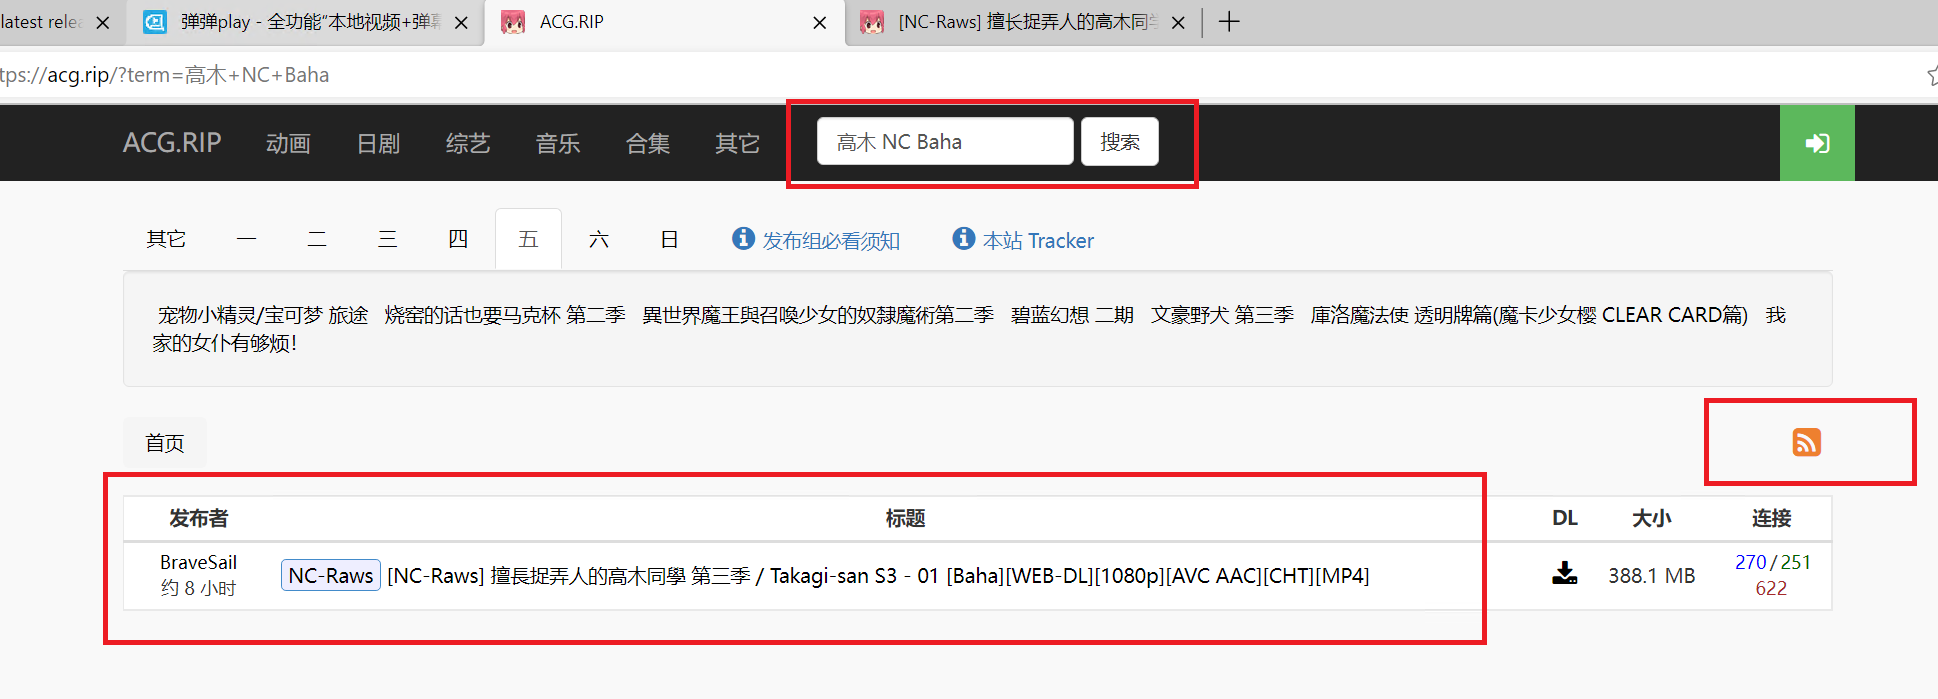 latest relea
弹弹play - 全功能“本地视频+弹幕
ACG.RIP
[NC-Raws] 擅长捉弄人的高木同学
tps://acg.rip/?term=高木+NC+Baha
ACG.RIP 动画 日剧 综艺 音乐 合集 其它 高木 NC Baha 搜索
其它 一 二 三 四 五 六 日 发布组必看须知 本站 Tracker
宠物小精灵/宝可梦 旅途 烧窑的话也要马克杯 第二季 異世界魔王與召喚少女的奴隸魔術第二季 碧蓝幻想 二期 文豪野犬 第三季 庫洛魔法使 透明牌篇(魔卡少女樱 CLEAR CARD篇) 我
家的女仆有够烦!
首页
发布者 标题 DL 大小 连接
BraveSail
约 8 小时
NC-Raws [NC-Raws] 擅長捉弄人的高木同學 第三季 / Takagi-san S3 - 01 [Baha][WEB-DL][1080p][AVC AAC][CHT][MP4]
388.1 MB
270/251
622